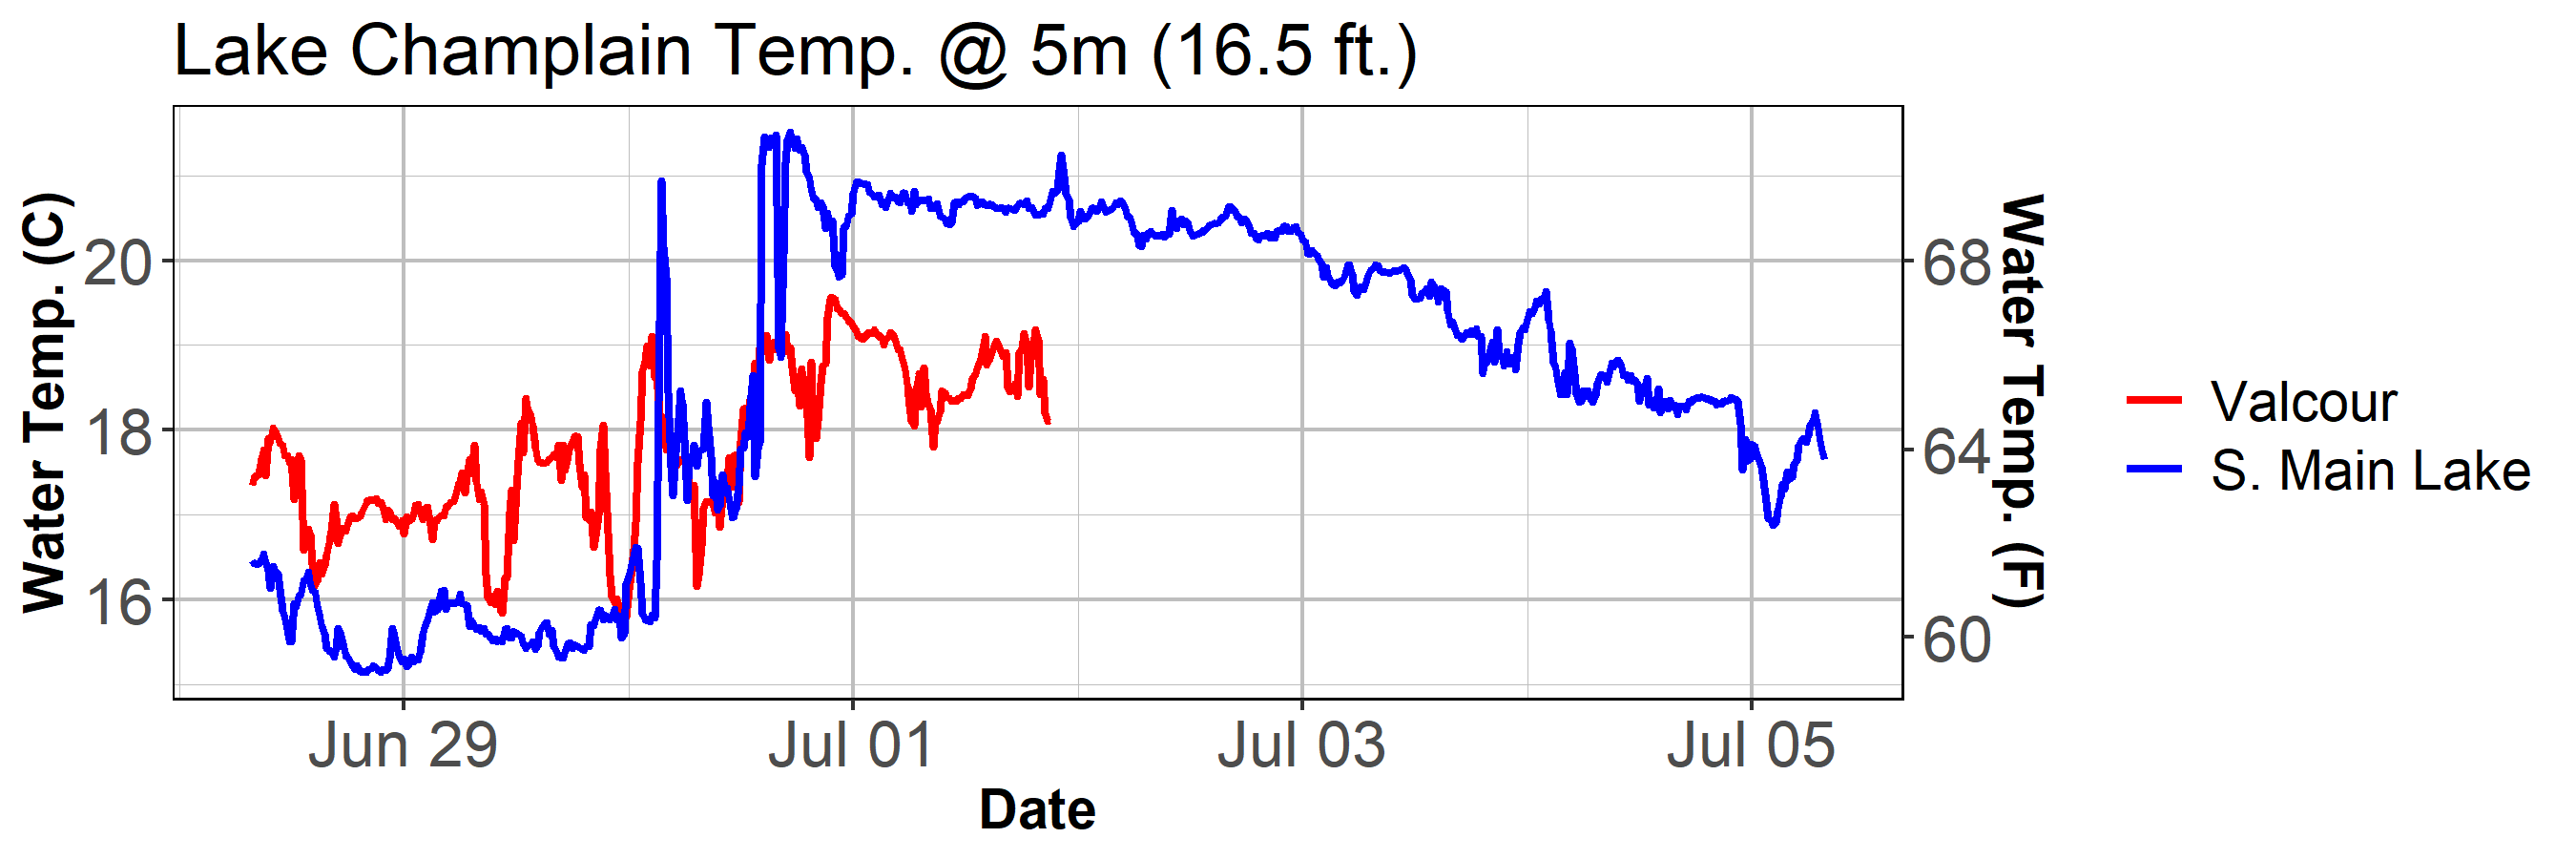 Lake Champlain Temp. @ 5m (16.5 ft.)
Water Temp. (C)
20
18
16
Water Temp. (F)
68
64
60
Jun 29
Jul 01
Jul 03
Jul 05
Date
Valcour
S. Main Lake